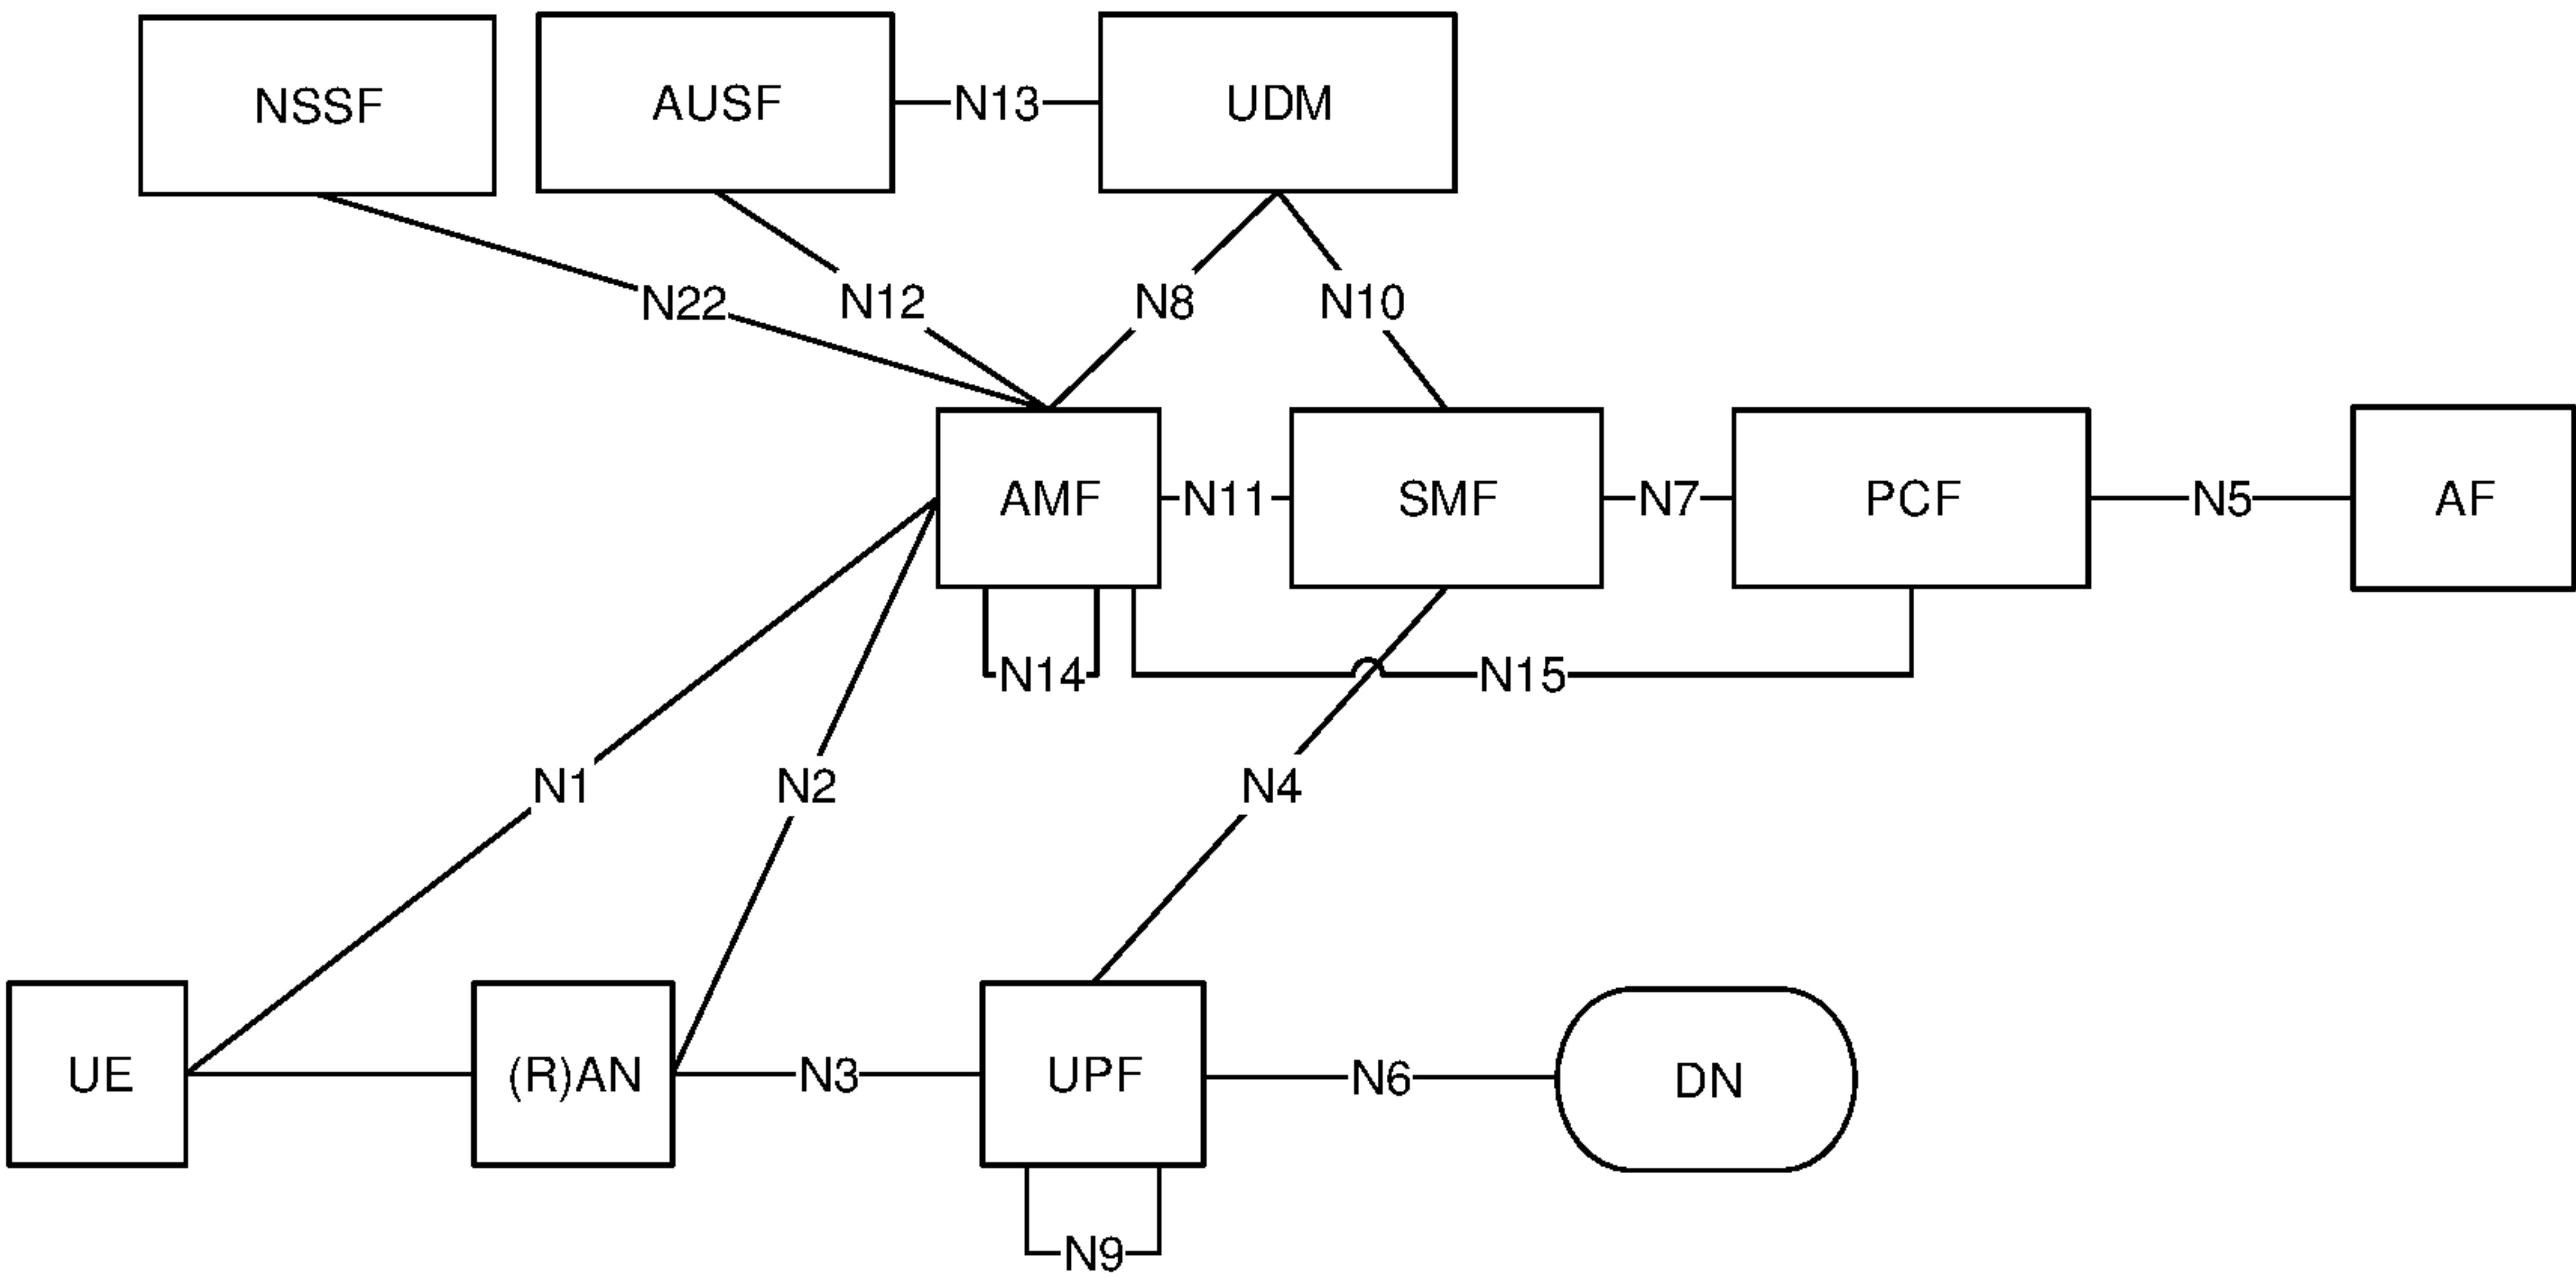 NSSF
AUSF
N13
UDM
N22
N12
N8
N10
AMF
N11
SMF
N7
PCF
N5
AF
N14
N15
N1
N2
N4
UE
(R)AN
N3
UPF
N6
DN
N9